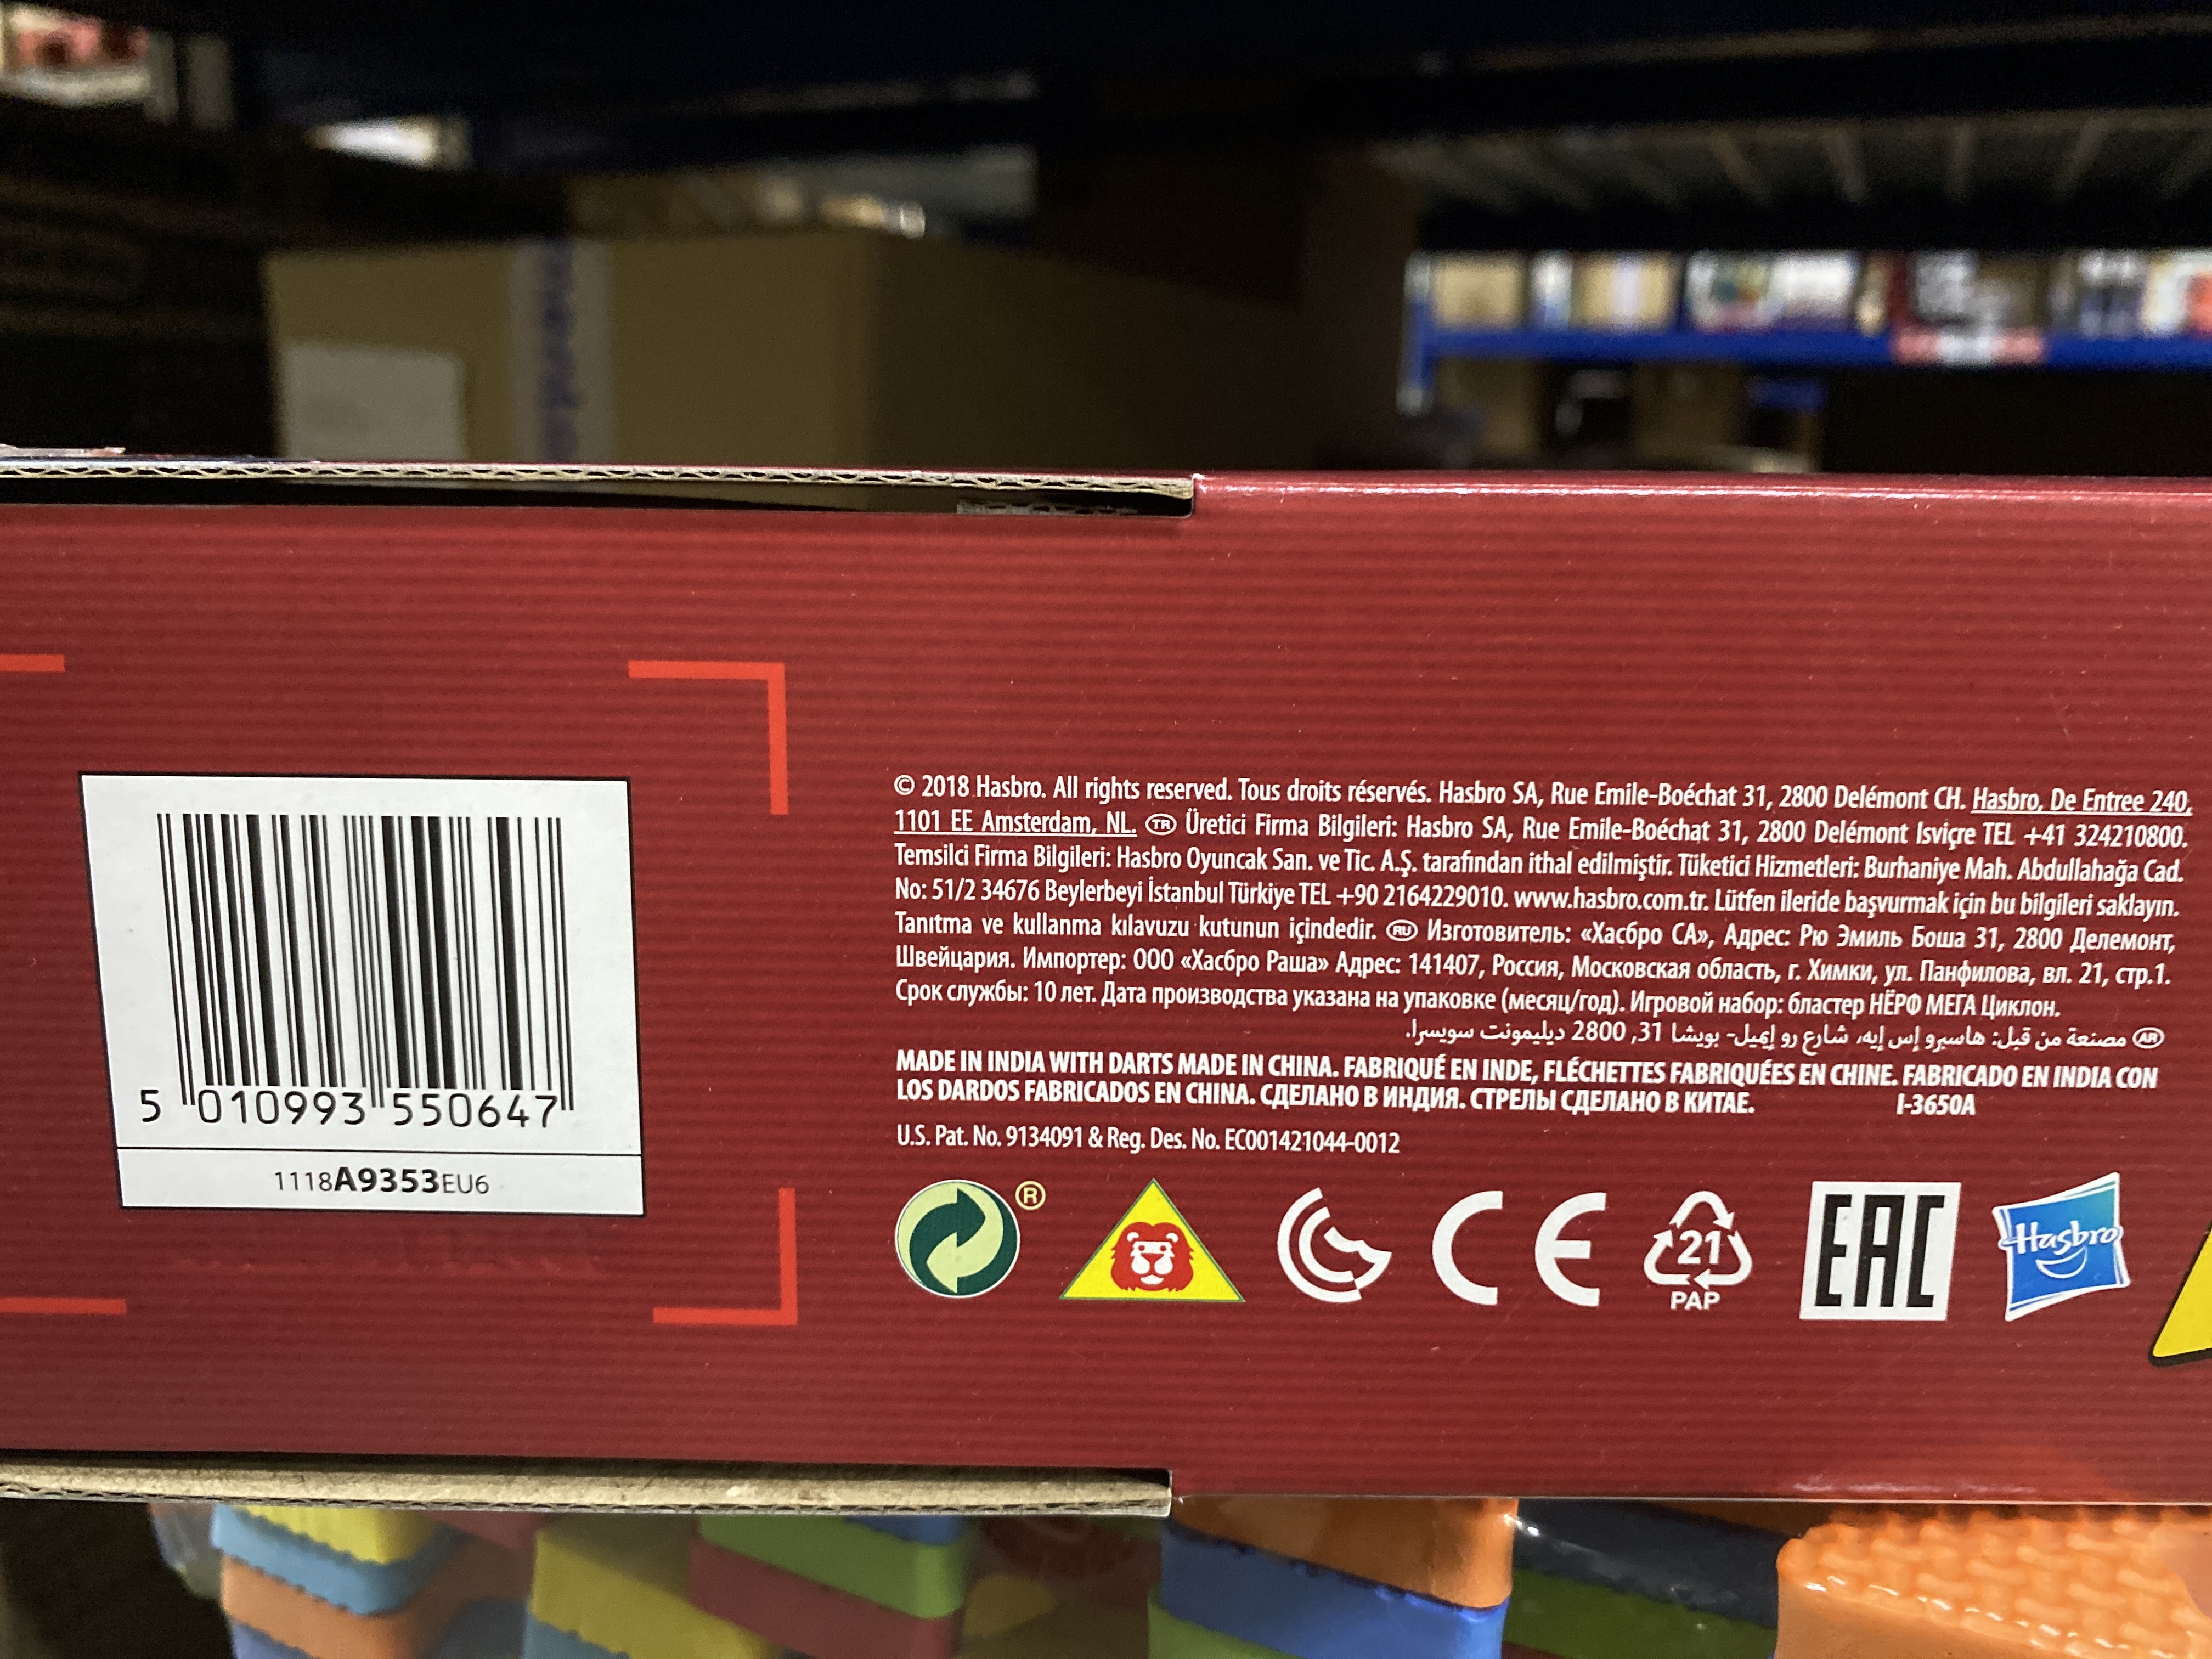 5 010993 550647
1118A9353EU6
© 2018 Hasbro. All rights reserved. Tous droits réservés. Hasbro SA, Rue Emile-Boéchat 31, 2800 Delémont CH. Hasbro, De Entree 240,
1101 EE Amsterdam, NL. TR Üretici Firma Bilgileri: Hasbro SA, Rue Emile-Boéchat 31, 2800 Delémont Isviçre TEL +41 324210800.
Temsilci Firma Bilgileri: Hasbro Oyuncak San. ve Tic. A.Ş. tarafından ithal edilmiştir. Tüketici Hizmetleri: Burhaniye Mah. Abdullahağa Cad.
No: 51/2 34676 Beylerbeyi İstanbul Türkiye TEL +90 2164229010. www.hasbro.com.tr. Lütfen ileride başvurmak için bu bilgileri saklayın.
Tanıtma ve kullanma kılavuzu kutunun içindedir. RU Изготовитель: «Хасбро СА», Адрес: Рю Эмиль Боша 31, 2800 Делемонт,
Швейцария. Импортер: ООО «Хасбро Раша» Адрес: 141407, Россия, Московская область, г. Химки, ул. Панфилова, вл. 21, стр.1.
Срок службы: 10 лет. Дата производства указана на упаковке (месяц/год). Игровой набор: бластер НЁРФ МЕГА Циклон.
AR مصنعة من قبل: هاسبرو إس إيه، شارع رو إيميل- بويشا 31, 2800 ديليمونت سويسرا.
MADE IN INDIA WITH DARTS MADE IN CHINA. FABRIQUÉ EN INDE, FLÉCHETTES FABRIQUÉES EN CHINE. FABRICADO EN INDIA CON
LOS DARDOS FABRICADOS EN CHINA. СДЕЛАНО В ИНДИЯ. СТРЕЛЫ СДЕЛАНО В КИТАЕ. I-3650A
U.S. Pat. No. 9134091 & Reg. Des. No. EC001421044-0012
® CE 21 PAP EAC Hasbro